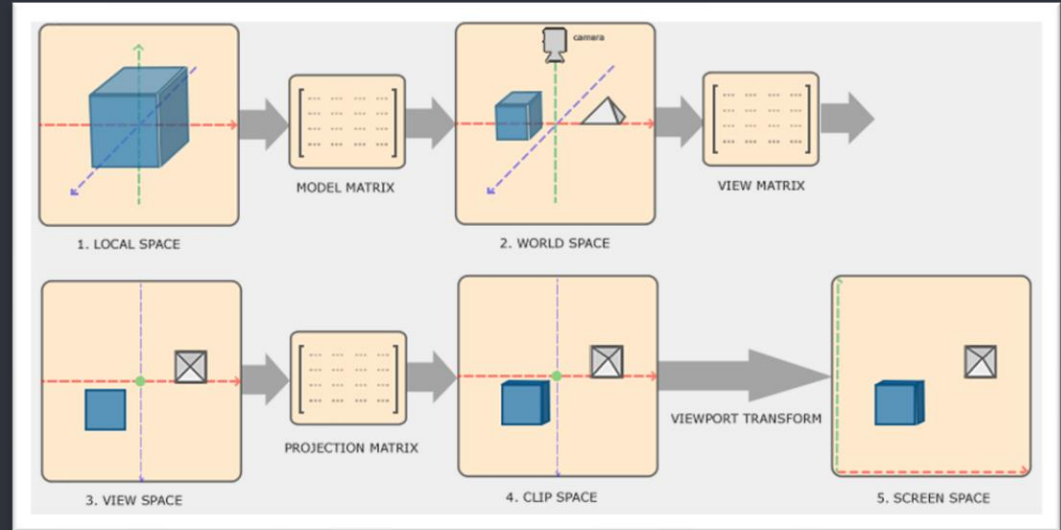 camera
MODEL MATRIX
VIEW MATRIX
1. LOCAL SPACE
2. WORLD SPACE
PROJECTION MATRIX
VIEWPORT TRANSFORM
3. VIEW SPACE
4. CLIP SPACE
5. SCREEN SPACE